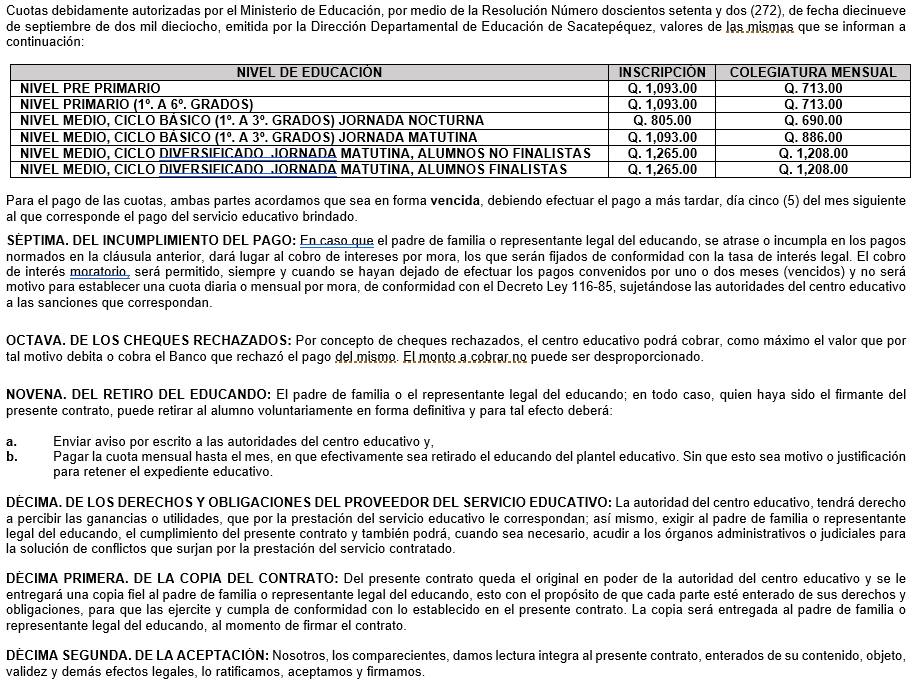 Cuotas debidamente autorizadas por el Ministerio de Educación, por medio de la Resolución Número doscientos setenta y dos (272), de fecha diecinueve
de septiembre de dos mil dieciocho, emitida por la Dirección Departamental de Educación de Sacatepéquez, valores de las mismas que se informan a
continuación:
NIVEL DE EDUCACIÓN INSCRIPCIÓN COLEGIATURA MENSUAL
NIVEL PRE PRIMARIO Q. 1,093.00 Q. 713.00
NIVEL PRIMARIO (1º. A 6º. GRADOS) Q. 1,093.00 Q. 713.00
NIVEL MEDIO, CICLO BÁSICO (1º. A 3º. GRADOS) JORNADA NOCTURNA Q. 805.00 Q. 690.00
NIVEL MEDIO, CICLO BÁSICO (1º. A 3º. GRADOS) JORNADA MATUTINA Q. 1,093.00 Q. 886.00
NIVEL MEDIO, CICLO DIVERSIFICADO JORNADA MATUTINA, ALUMNOS NO FINALISTAS Q. 1,265.00 Q. 1,208.00
NIVEL MEDIO, CICLO DIVERSIFICADO JORNADA MATUTINA, ALUMNOS FINALISTAS Q. 1,265.00 Q. 1,208.00
Para el pago de las cuotas, ambas partes acordamos que sea en forma vencida, debiendo efectuar el pago a más tardar, día cinco (5) del mes siguiente
al que corresponde el pago del servicio educativo brindado.
SÉPTIMA. DEL INCUMPLIMIENTO DEL PAGO: En caso que el padre de familia o representante legal del educando, se atrase o incumpla en los pagos
normados en la cláusula anterior, dará lugar al cobro de intereses por mora, los que serán fijados de conformidad con la tasa de interés legal. El cobro
de interés moratorio, será permitido, siempre y cuando se hayan dejado de efectuar los pagos convenidos por uno o dos meses (vencidos) y no será
motivo para establecer una cuota diaria o mensual por mora, de conformidad con el Decreto Ley 116-85, sujetándose las autoridades del centro educativo
a las sanciones que correspondan.
OCTAVA. DE LOS CHEQUES RECHAZADOS: Por concepto de cheques rechazados, el centro educativo podrá cobrar, como máximo el valor que por
tal motivo debita o cobra el Banco que rechazó el pago del mismo. El monto a cobrar no puede ser desproporcionado.
NOVENA. DEL RETIRO DEL EDUCANDO: El padre de familia o el representante legal del educando; en todo caso, quien haya sido el firmante del
presente contrato, puede retirar al alumno voluntariamente en forma definitiva y para tal efecto deberá:
a. Enviar aviso por escrito a las autoridades del centro educativo y,
b. Pagar la cuota mensual hasta el mes, en que efectivamente sea retirado el educando del plantel educativo. Sin que esto sea motivo o justificación
para retener el expediente educativo.
DÉCIMA. DE LOS DERECHOS Y OBLIGACIONES DEL PROVEEDOR DEL SERVICIO EDUCATIVO: La autoridad del centro educativo, tendrá derecho
a percibir las ganancias o utilidades, que por la prestación del servicio educativo le correspondan; así mismo, exigir al padre de familia o representante
legal del educando, el cumplimiento del presente contrato y también podrá, cuando sea necesario, acudir a los órganos administrativos o judiciales para
la solución de conflictos que surjan por la prestación del servicio contratado.
DÉCIMA PRIMERA. DE LA COPIA DEL CONTRATO: Del presente contrato queda el original en poder de la autoridad del centro educativo y se le
entregará una copia fiel al padre de familia o representante legal del educando, esto con el propósito de que cada parte esté enterado de sus derechos y
obligaciones, para que las ejercite y cumpla de conformidad con lo establecido en el presente contrato. La copia será entregada al padre de familia o
representante legal del educando, al momento de firmar el contrato.
DÉCIMA SEGUNDA. DE LA ACEPTACIÓN: Nosotros, los comparecientes, damos lectura integra al presente contrato, enterados de su contenido, objeto,
validez y demás efectos legales, lo ratificamos, aceptamos y firmamos.